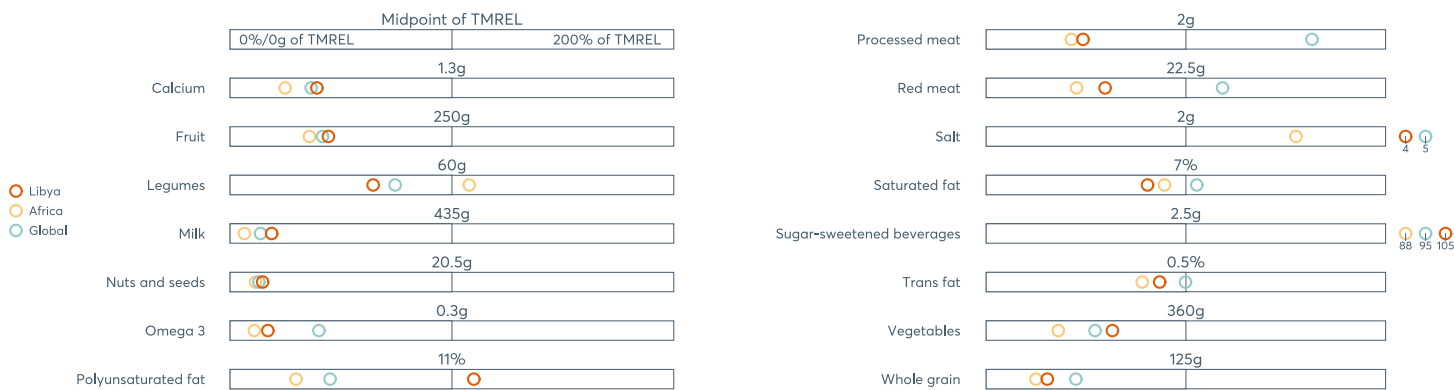 Midpoint of TMREL
0%/0g of TMREL 200% of TMREL
1.3g
Calcium
250g
Fruit
60g
Legumes
435g
Milk
20.5g
Nuts and seeds
0.3g
Omega 3
11%
Polyunsaturated fat
Libya
Africa
Global
2g
Processed meat
22.5g
Red meat
2g
Salt
4 5
7%
Saturated fat
2.5g
Sugar-sweetened beverages
88 95 105
0.5%
Trans fat
360g
Vegetables
125g
Whole grain